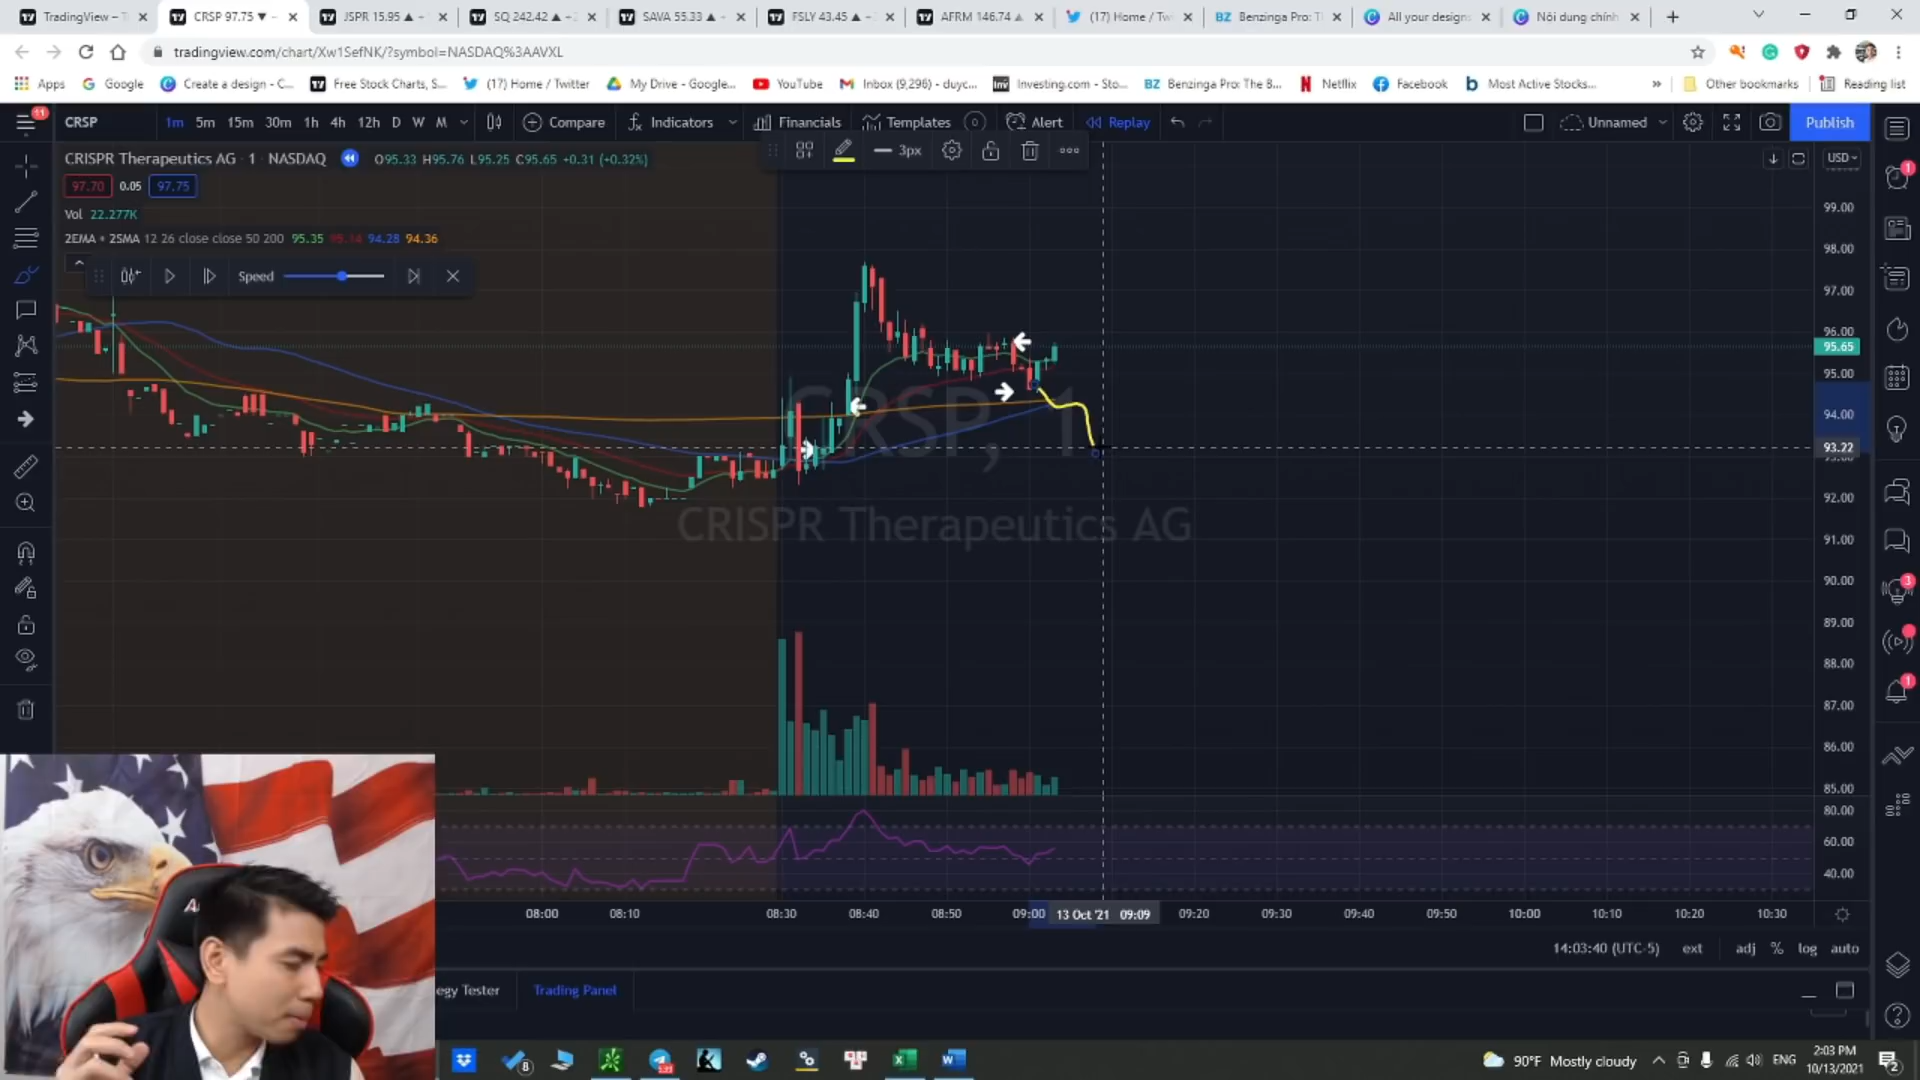 TradingView –
CRSP 97.75 ▼ –
JSPR 15.95 ▲
SQ 242.42 ▲
SAVA 55.33 ▲
FSLY 43.45 ▲
AFRM 146.74 ▲
(17) Home / Tw
Benzinga Pro: T
All your designs
Nội dung chính
tradingview.com/chart/Xw1SefNK/?symbol=NASDAQ%3AAVXL
Apps
Google
Create a design - C...
Free Stock Charts, S...
(17) Home / Twitter
My Drive - Google...
YouTube
Inbox (9,296) - duyc...
Investing.com - Sto...
Benzinga Pro: The B...
Netflix
Facebook
Most Active Stocks...
»
Other bookmarks
Reading list
11
CRSP
1m 5m 15m 30m 1h 4h 12h D W M
Compare
Indicators
Financials
Templates
Alert
Replay
Unnamed
Publish
CRISPR Therapeutics AG · 1 · NASDAQ
O95.33 H95.76 L95.25 C95.65 +0.31 (+0.32%)
3px
USD
97.70 0.05 97.75
Vol 22.277K
2EMA + 2SMA 12 26 close close 50 200 95.35 95.14 94.28 94.36
Speed
CRSP, 1
CRISPR Therapeutics AG
99.00
98.00
97.00
96.00
95.65
95.00
94.00
93.22
92.00
91.00
90.00
89.00
88.00
87.00
86.00
85.00
80.00
60.00
40.00
1
3
1
08:00 08:10 08:30 08:40 08:50 09:00 13 Oct '21 09:09 09:20 09:30 09:40 09:50 10:00 10:10 10:20 10:30
14:03:40 (UTC-5) ext adj % log auto
egy Tester
Trading Panel
90°F Mostly cloudy
ENG
2:03 PM
10/13/2021
2